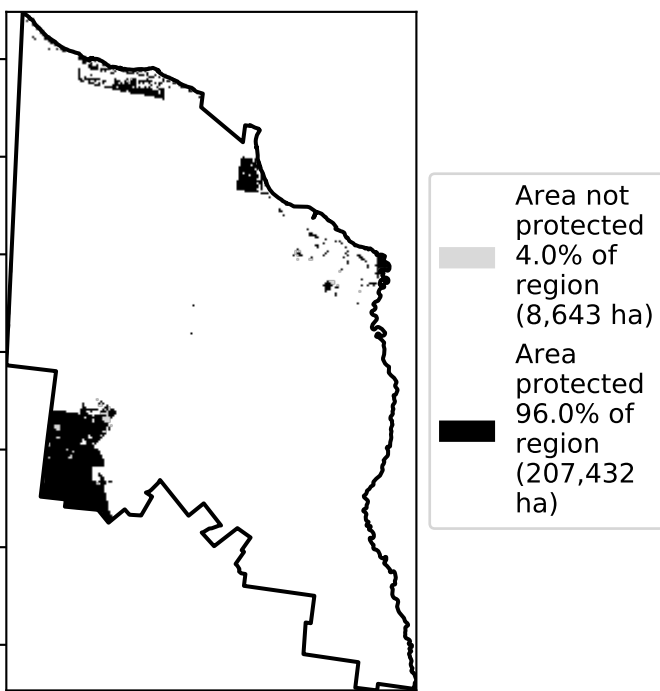 Area not
protected
4.0% of
region
(8,643 ha)
Area
protected
96.0% of
region
(207,432
ha)